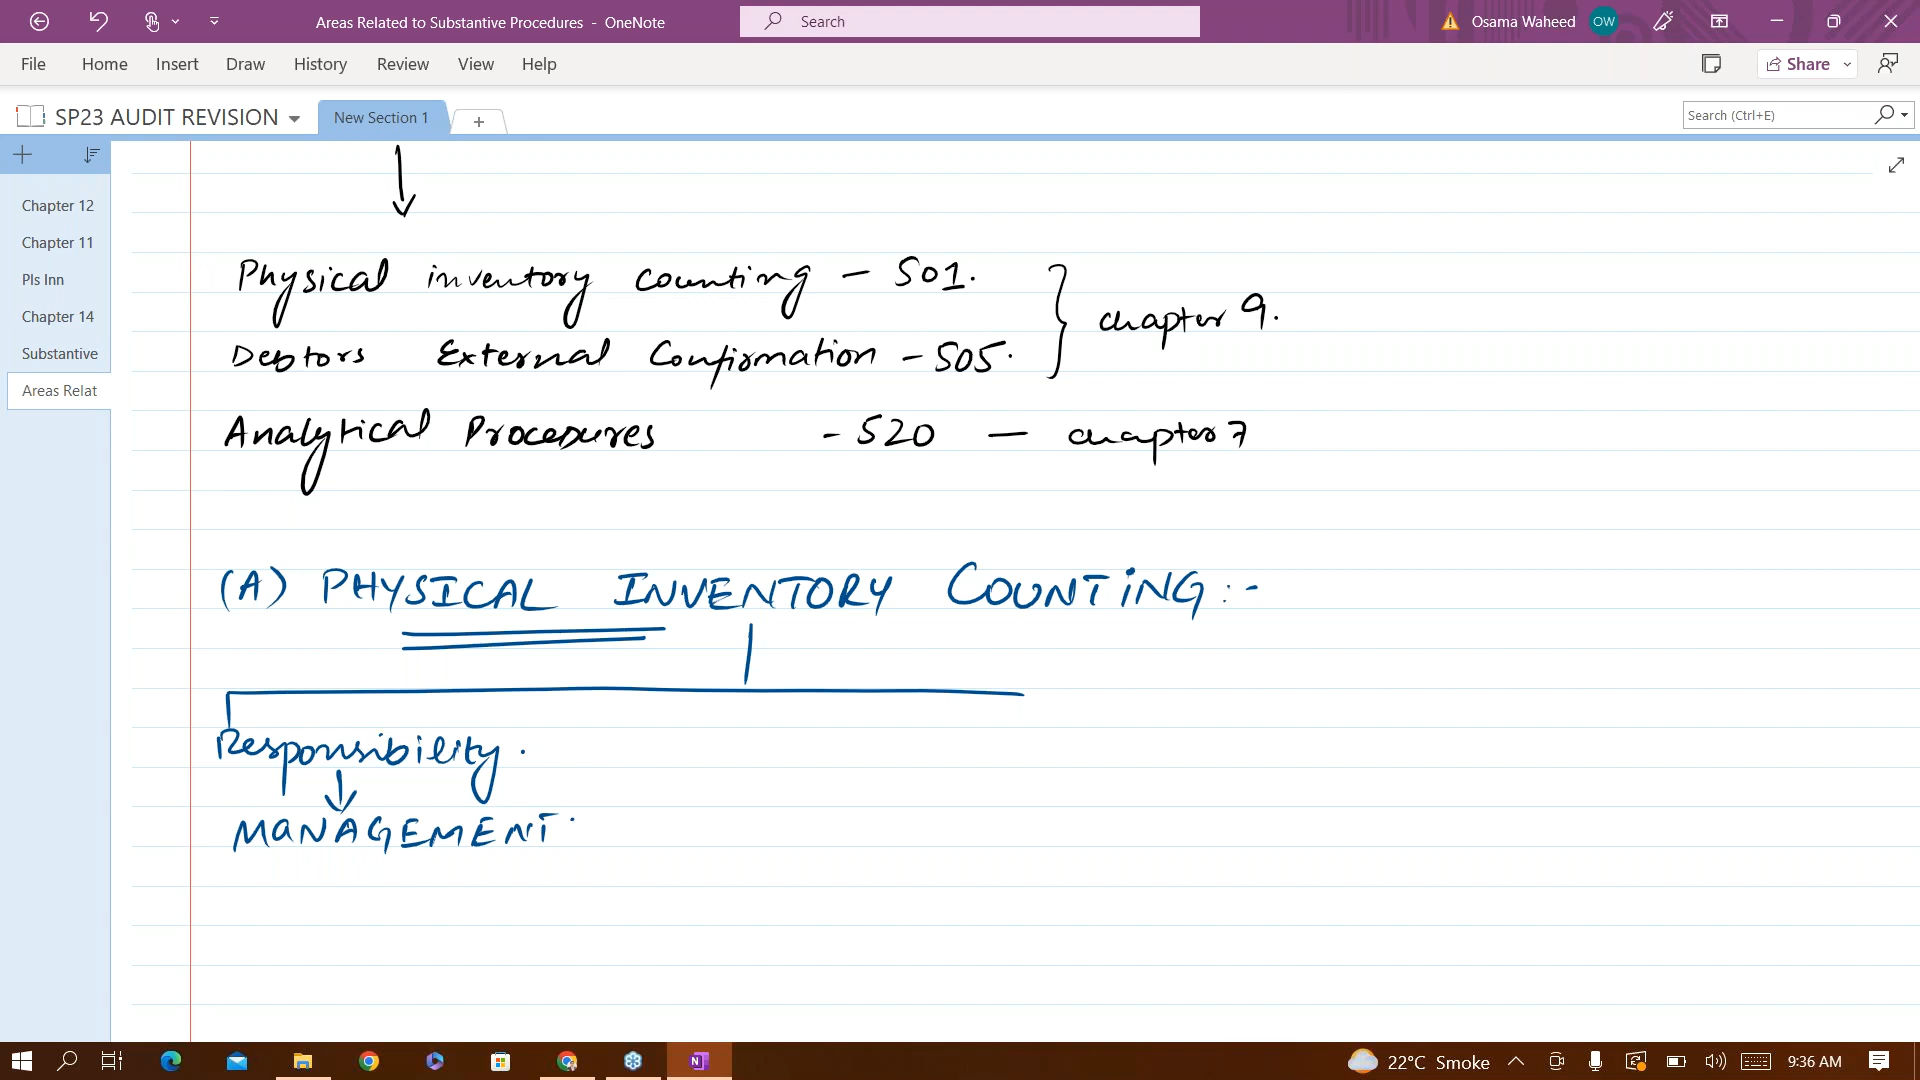 Areas Related to Substantive Procedures - OneNote
Search
Osama Waheed
OW
File Home Insert Draw History Review View Help
Share
SP23 AUDIT REVISION
New Section 1
Search (Ctrl+E)
Chapter 12
Chapter 11
Pls Inn
Chapter 14
Substantive
Areas Relat
Physical inventory counting - 501.
Debtors External Confirmation - 505.
chapter 9.
Analytical Procedures - 520 - chapter 7
(A) PHYSICAL INVENTORY COUNTING:-
Responsibility.
MANAGEMENT.
22°C Smoke
9:36 AM